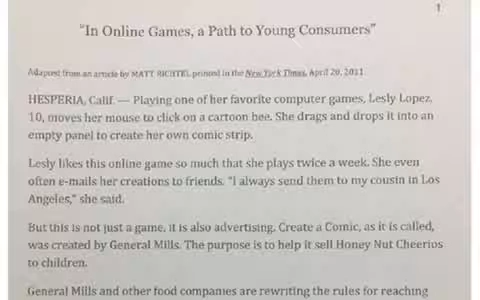 1
"In Online Games, a Path to Young Consumers"
Adapted from an article by MATT RICHTEL printed in the New York Times, April 20, 2011
HESPERIA, Calif. — Playing one of her favorite computer games, Lesly Lopez,
10, moves her mouse to click on a cartoon bee. She drags and drops it into an
empty panel to create her own comic strip.
Lesly likes this online game so much that she plays twice a week. She even
often e-mails her creations to friends. "I always send them to my cousin in Los
Angeles," she said.
But this is not just a game, it is also advertising. Create a Comic, as it is called,
was created by General Mills. The purpose is to help it sell Honey Nut Cheerios
to children.
General Mills and other food companies are rewriting the rules for reaching